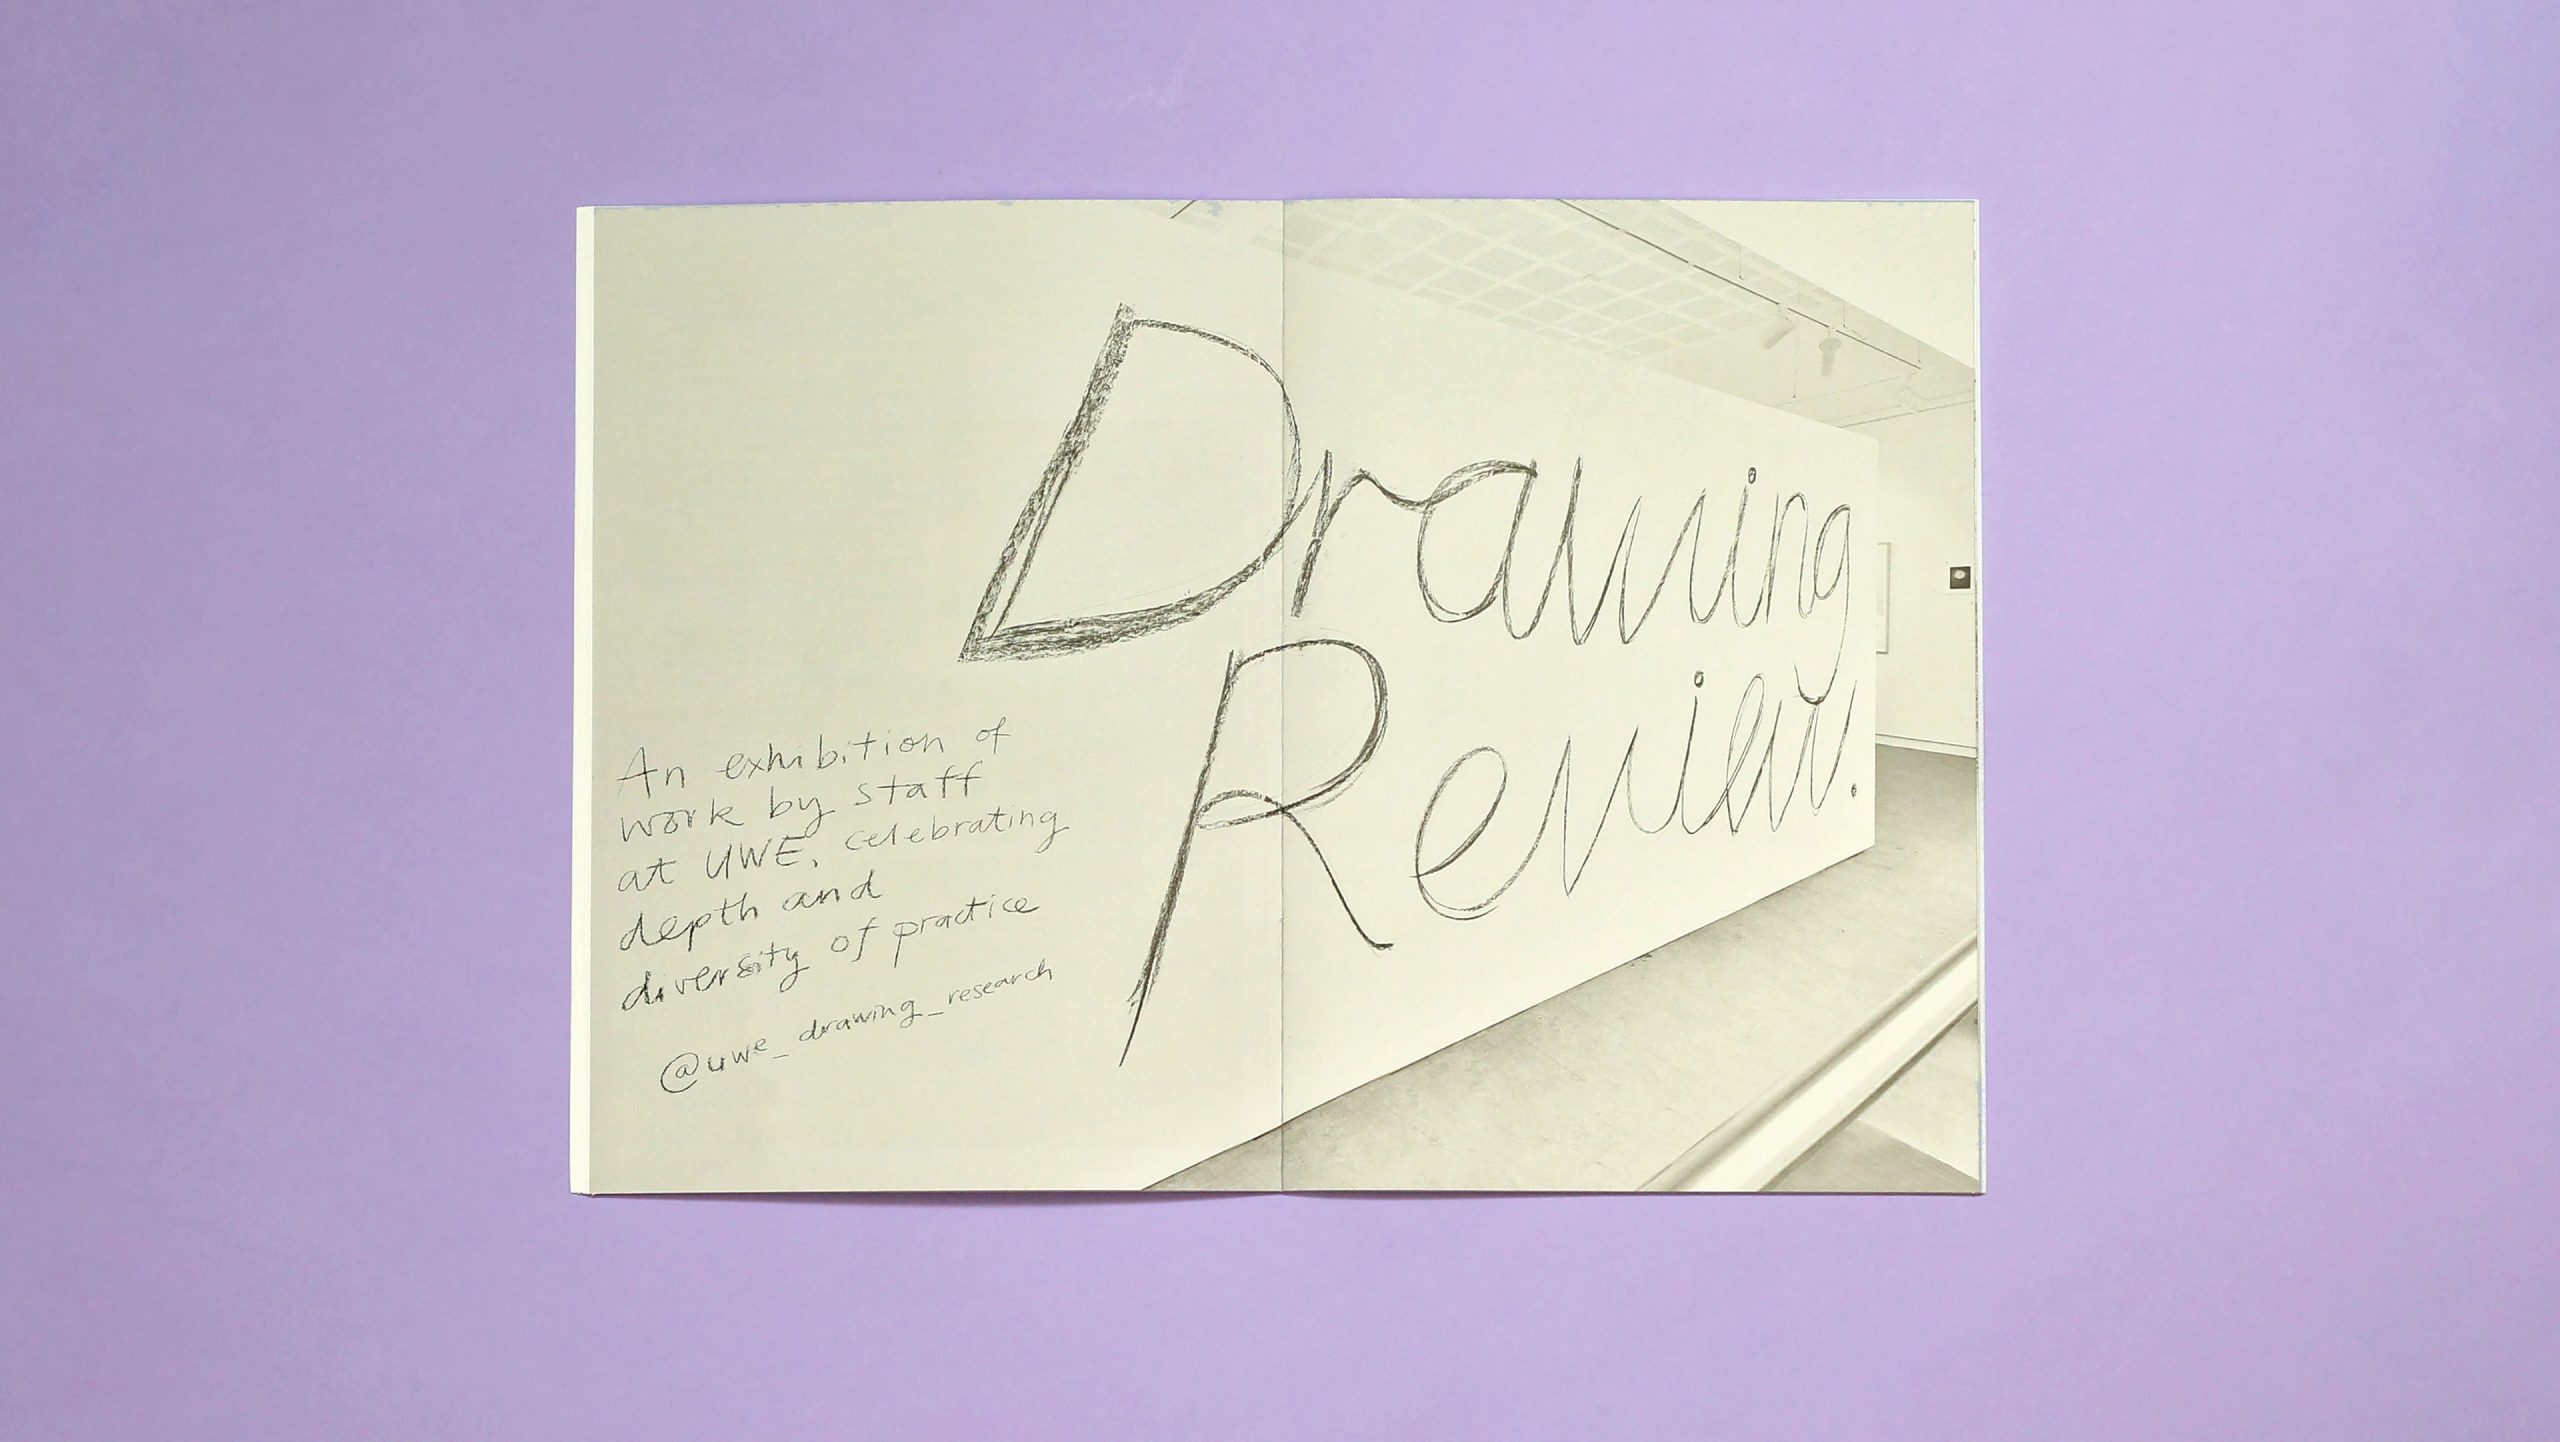 Drawing
Review.
An exhibition of
work by staff
at UWE, celebrating
depth and
diversity of practice
@uwe_drawing_research